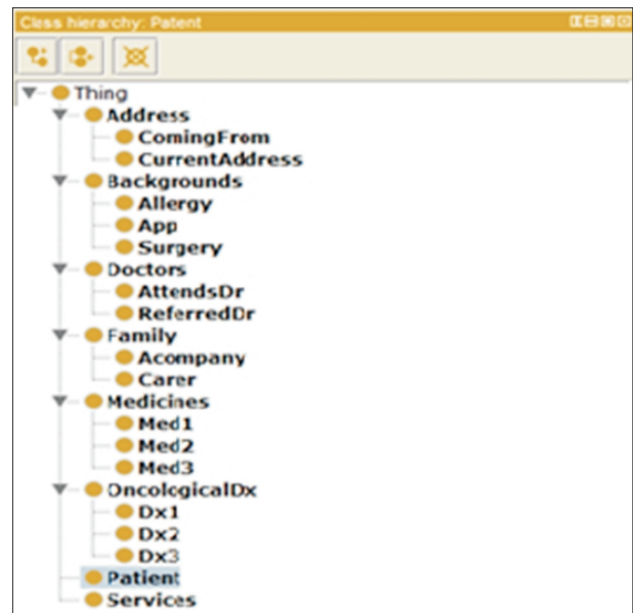 Class hierarchy: Patent
Thing
Address
ComingFrom
CurrentAddress
Backgrounds
Allergy
App
Surgery
Doctors
AttendsDr
ReferredDr
Family
Acompany
Carer
Medicines
Med1
Med2
Med3
OncologicalDx
Dx1
Dx2
Dx3
Patient
Services